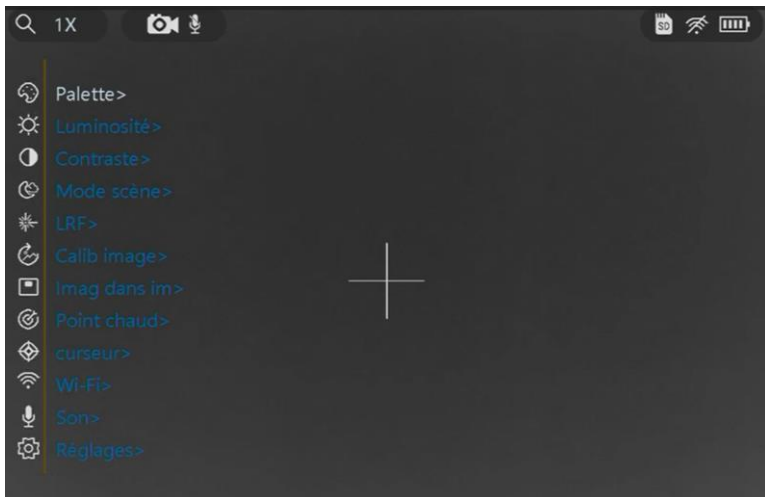 1X
SD
Palette>
Luminosité>
Contraste>
Mode scène>
LRF>
Calib image>
Imag dans im>
Point chaud>
curseur>
Wi-Fi>
Son>
Réglages>